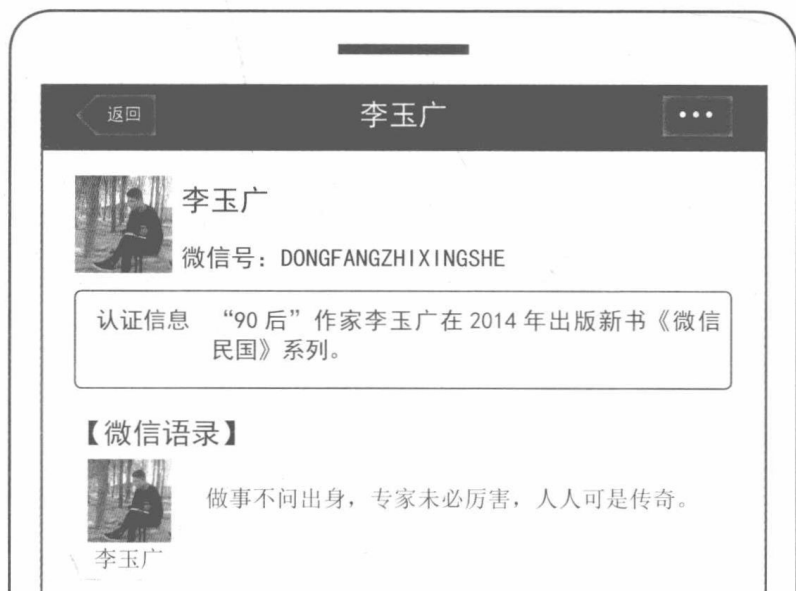 返回
李玉广
李玉广
微信号：DONGFANGZHIXINGSHE
认证信息 “90后”作家李玉广在2014年出版新书《微信
民国》系列。
【微信语录】
做事不问出身，专家未必厉害，人人可是传奇。
李玉广